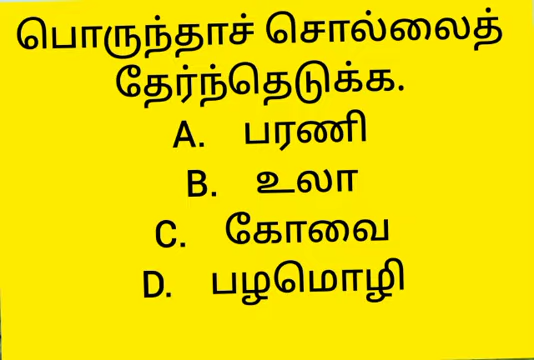 பொருந்தாச் சொல்லைத்
தேர்ந்தெடுக்க.
A. பரணி
B. உலா
C. கோவை
D. பழமொழி